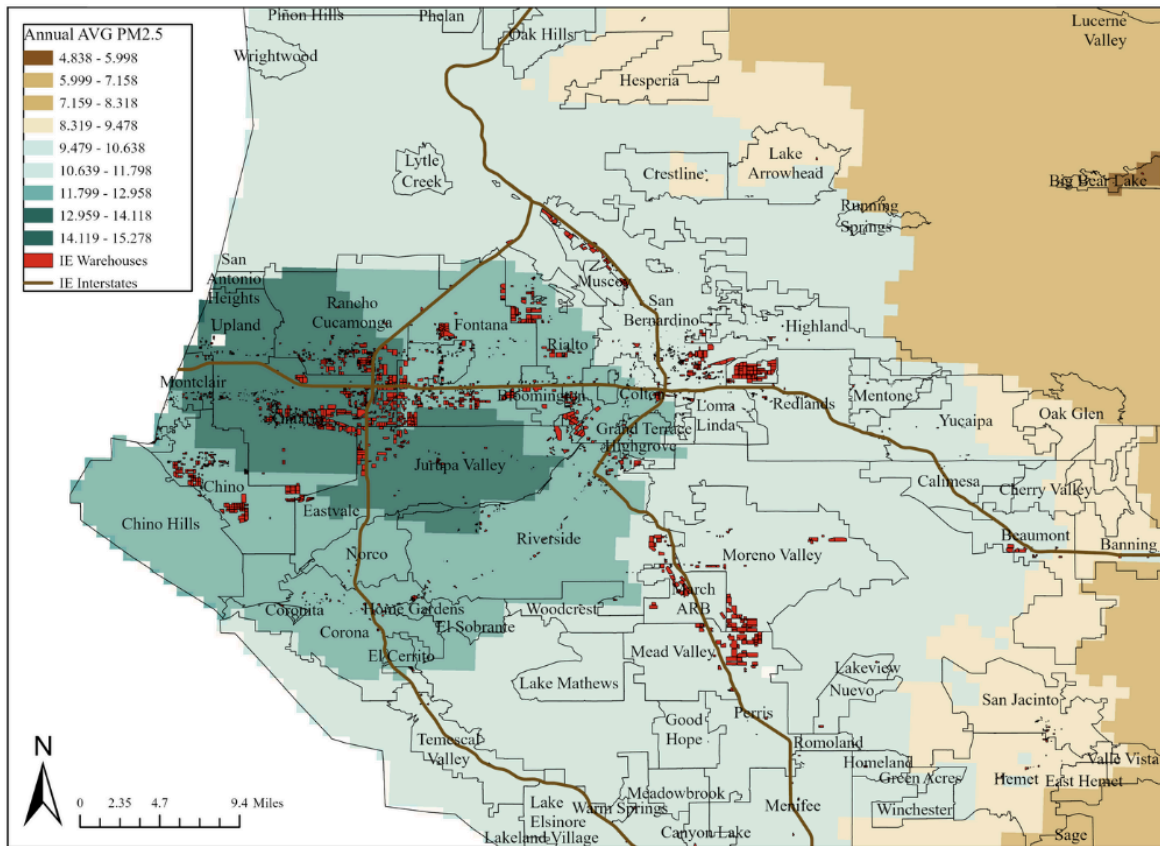 Annual AVG PM2.5
4.838 - 5.998
5.999 - 7.158
7.159 - 8.318
8.319 - 9.478
9.479 - 10.638
10.639 - 11.798
11.799 - 12.958
12.959 - 14.118
14.119 - 15.278
IE Warehouses
IE Interstates
Piñon Hills
Phelan
Oak Hills
Lucerne
Valley
Wrightwood
Hesperia
Lytle
Creek
Crestline
Lake
Arrowhead
Big Bear Lake
Running
Springs
San
Antonio
Heights
Upland
Rancho
Cucamonga
Fontana
Rialto
Muscoy
San
Bernardino
Highland
Montclair
Ontario
Bloomington
Colton
Loma
Linda
Redlands
Mentone
Yucaipa
Oak Glen
Grand Terrace
Highgrove
Jurupa Valley
Chino
Chino Hills
Eastvale
Norco
Riverside
Calimesa
Cherry Valley
Beaumont
Banning
Moreno Valley
March
ARB
Coronita
Home Gardens
Woodcrest
El Sobrante
Corona
El Cerrito
Mead Valley
Lake Mathews
Lakeview
Nuevo
San Jacinto
Good
Hope
Perris
Temescal
Valley
Romoland
Homeland
Green Acres
Hemet
East Hemet
Valle Vista
Winchester
Lake
Elsinore
Warm Springs
Meadowbrook
Menifee
Lakeland Village
Canyon Lake
Sage
N
0 2.35 4.7 9.4 Miles